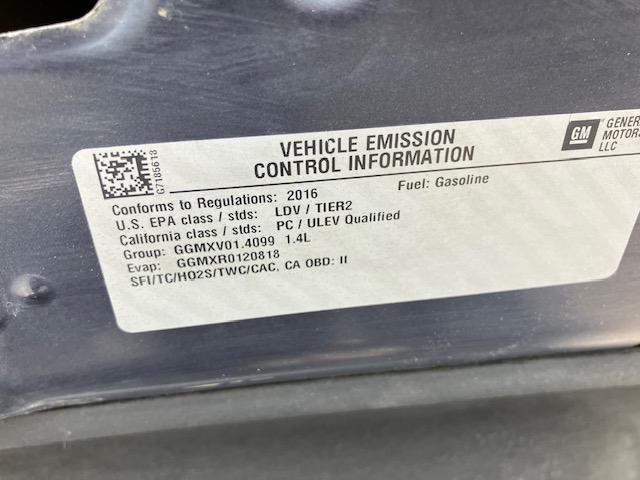 VEHICLE EMISSION
CONTROL INFORMATION
GM
GENER
MOTORS
LLC
G7185618
Conforms to Regulations: 2016
Fuel: Gasoline
U.S. EPA class / stds: LDV / TIER2
California class / stds: PC / ULEV Qualified
Group: GGMXV01.4099 1.4L
Evap: GGMXR0120818
SFI/TC/HO2S/TWC/CAC, CA OBD: II